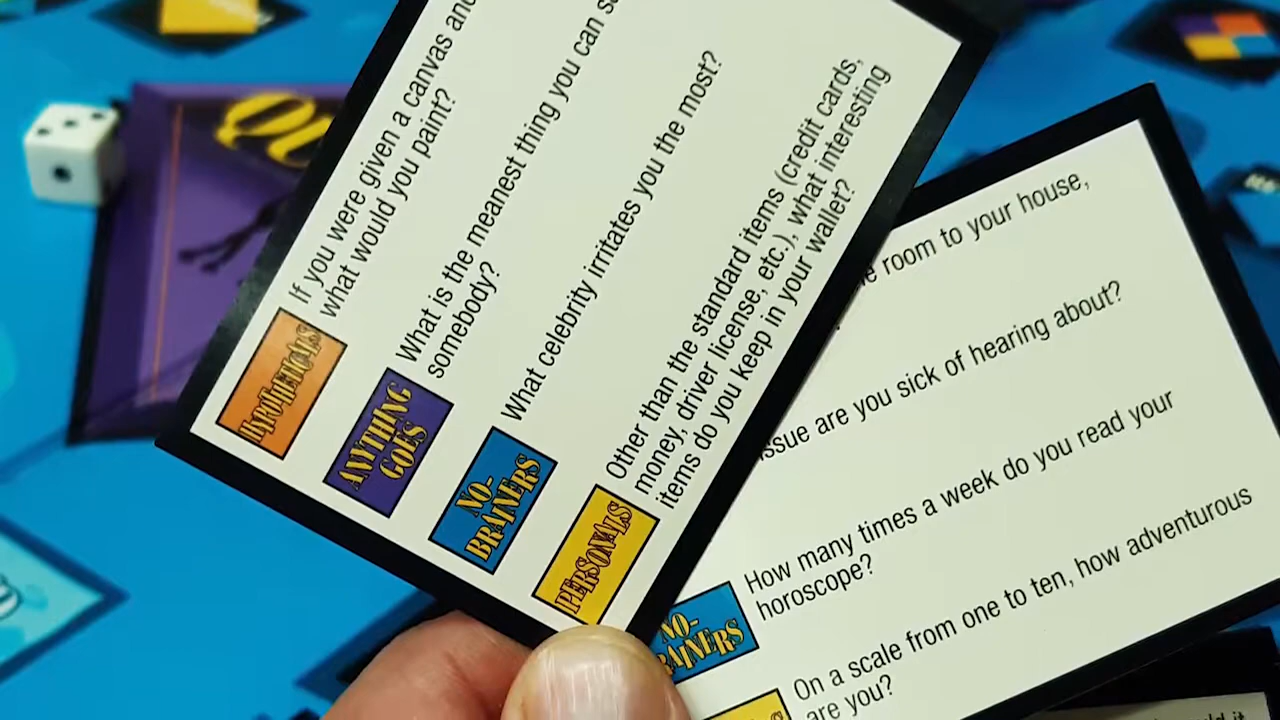 HYPOTHETICALS
If you were given a canvas and
what would you paint?
ANYTHING
GOES
What is the meanest thing you can
somebody?
NO-
BRAINERS
What celebrity irritates you the most?
PERSONALS
Other than the standard items (credit cards,
money, driver license, etc.), what interesting
items do you keep in your wallet?
room to your house,
issue are you sick of hearing about?
NO-
BRAINERS
How many times a week do you read your
horoscope?
On a scale from one to ten, how adventurous
are you?